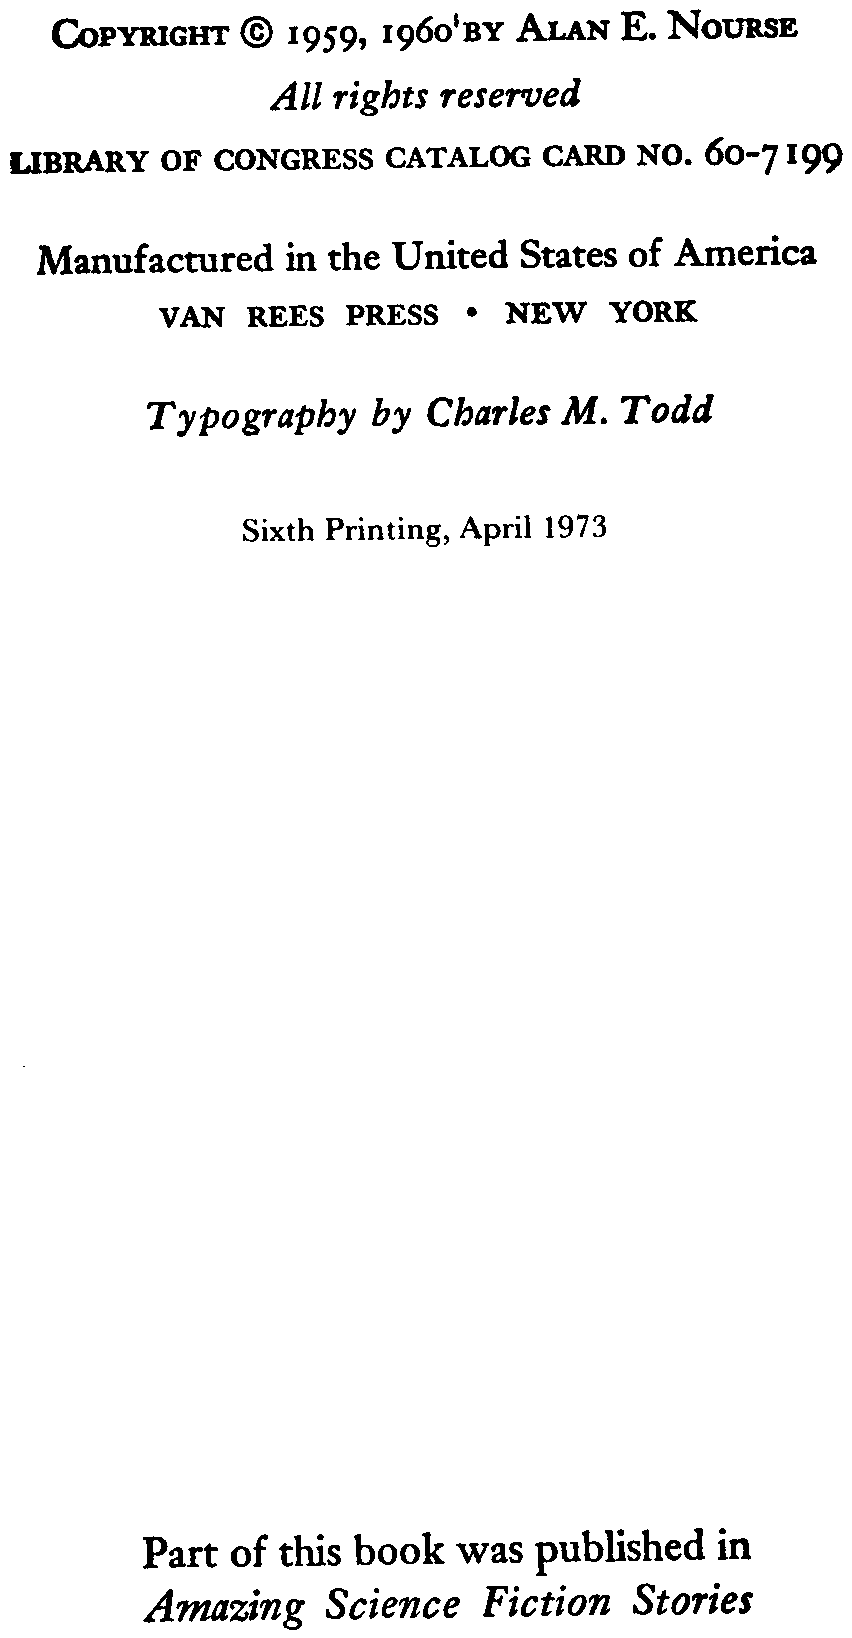 COPYRIGHT © 1959, 1960 BY ALAN E. NOURSE
All rights reserved
LIBRARY OF CONGRESS CATALOG CARD NO. 60-7199
Manufactured in the United States of America
VAN REES PRESS • NEW YORK
Typography by Charles M. Todd
Sixth Printing, April 1973
Part of this book was published in
Amazing Science Fiction Stories